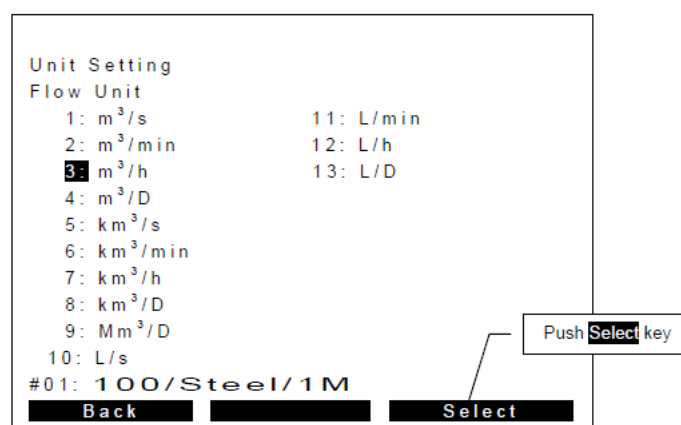 Unit Setting
Flow Unit
1: m³/s 11: L/min
2: m³/min 12: L/h
3: m³/h 13: L/D
4: m³/D
5: km³/s
6: km³/min
7: km³/h
8: km³/D
9: Mm³/D
10: L/s
Push Select key
#01: 100/Steel/1M
Back Select